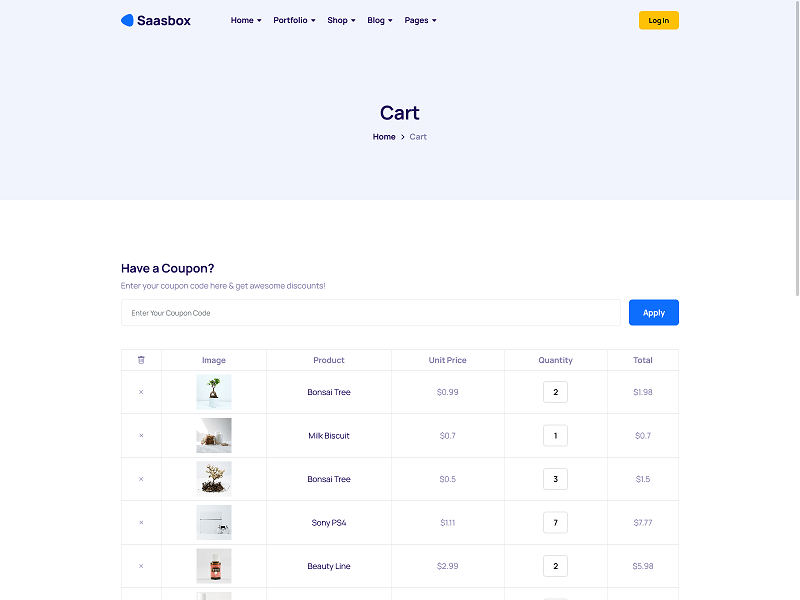 Saasbox Home Portfolio Shop Blog Pages Log In
Cart
Home > Cart
Have a Coupon?
Enter your coupon code here & get awesome discounts!
Enter Your Coupon Code Apply
Image Product Unit Price Quantity Total
× Bonsai Tree $0.99 2 $1.98
× Milk Biscuit $0.7 1 $0.7
× Bonsai Tree $0.5 3 $1.5
× Sony PS4 $1.11 7 $7.77
× Beauty Line $2.99 2 $5.98